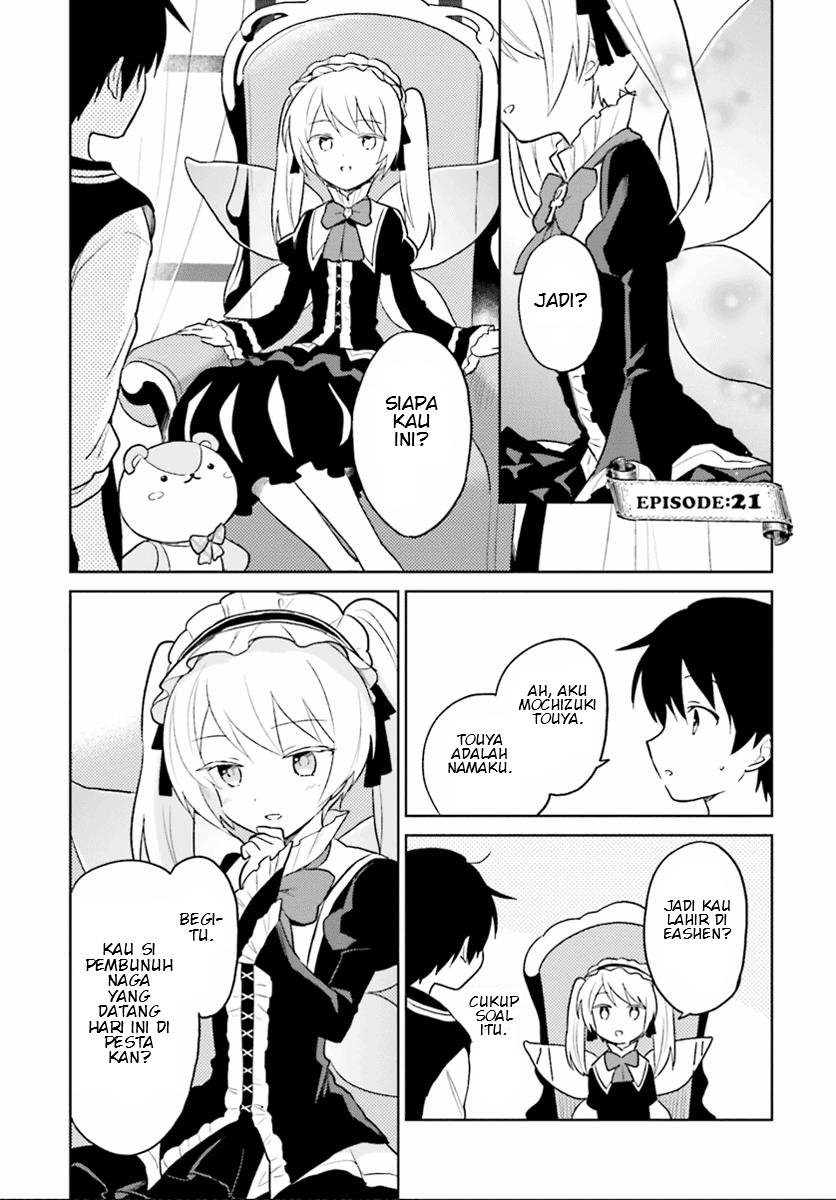 JADI?
SIAPA
KAU
INI?
EPISODE:21
AH, AKU
MOCHIZUKI
TOUYA.
TOUYA
ADALAH
NAMAKU.
JADI KAU
LAHIR DI
EASHEN?
CUKUP
SOAL
ITU.
BEGI-
TU.
KAU SI
PEMBUNUH
NAGA
YANG
DATANG
HARI INI DI
PESTA
KAN?